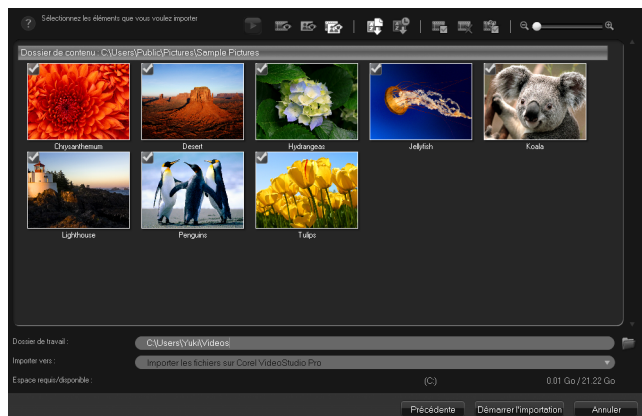 Sélectionnez les éléments que vous voulez importer
Dossier de contenu : C:\Users\Public\Pictures\Sample Pictures
Chrysanthemum
Desert
Hydrangeas
Jellyfish
Koala
Lighthouse
Penguins
Tulips
Dossier de travail :
C:\Users\Yuki\Videos
Importer vers :
Importer les fichiers sur Corel VideoStudio Pro
Espace requis/disponible :
(C:)
0.01 Go / 21.22 Go
Précédente
Démarrer l'importation
Annuler